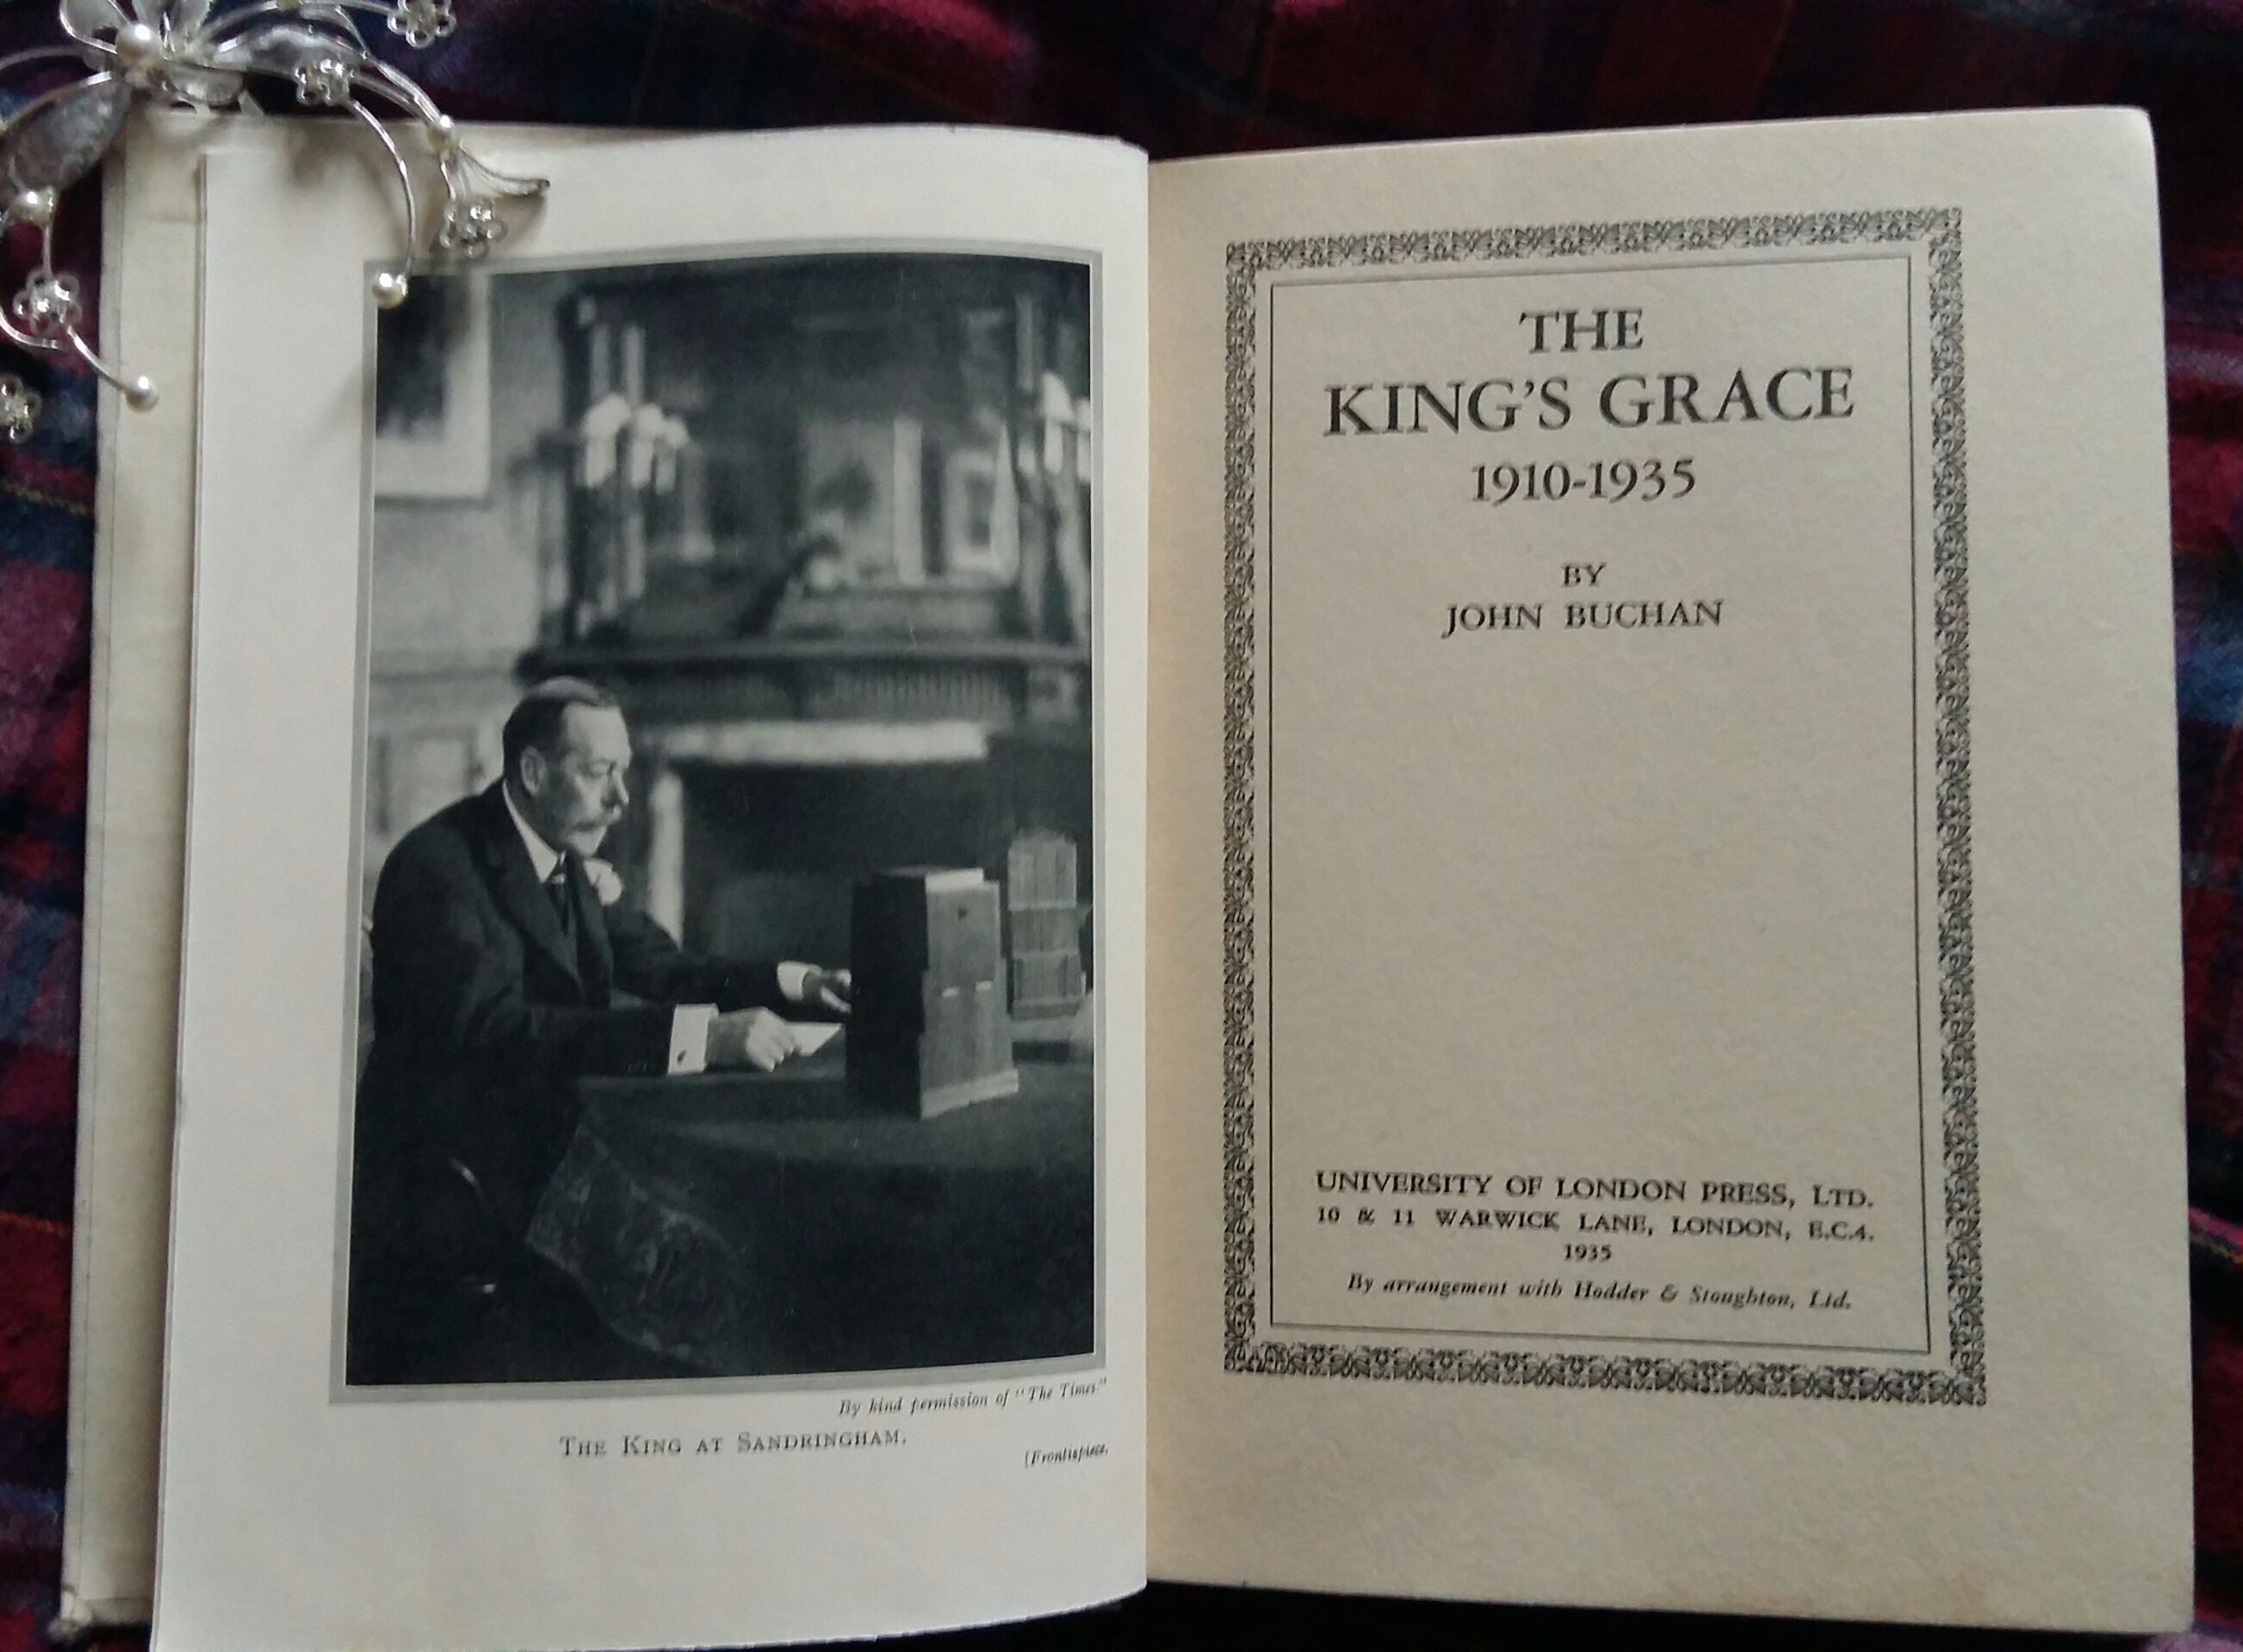 By kind permission of "The Times"
THE KING AT SANDRINGHAM.
[Frontispiece.
THE
KING'S GRACE
1910-1935
BY
JOHN BUCHAN
UNIVERSITY OF LONDON PRESS, LTD.
10 & 11 WARWICK LANE, LONDON, E.C.4.
1935
By arrangement with Hodder & Stoughton, Ltd.